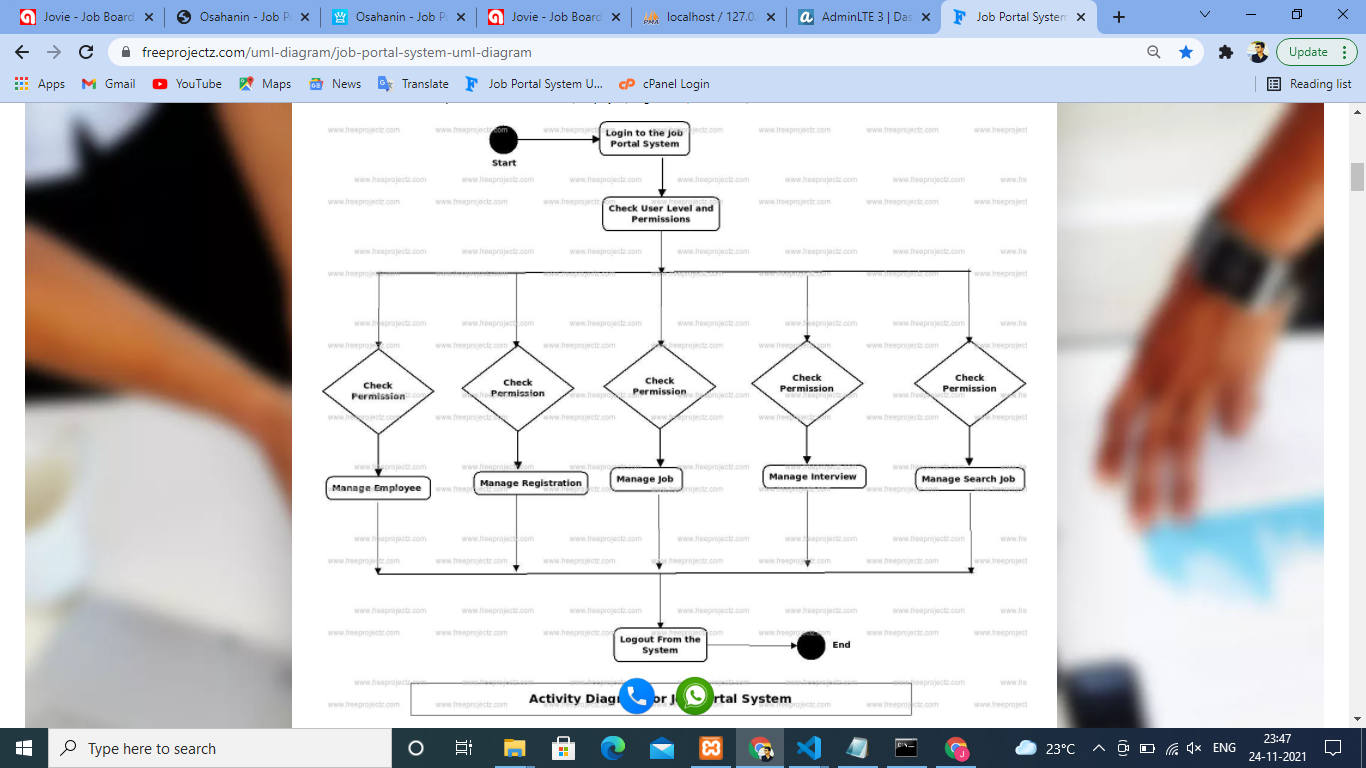 Jovie - Job Board
Osahanin - Job P
Osahanin - Job P
Jovie - Job Board
localhost / 127.0.
AdminLTE 3 | Das
Job Portal System
freeprojectz.com/uml-diagram/job-portal-system-uml-diagram
Update
Apps
Gmail
YouTube
Maps
News
Translate
Job Portal System U...
cPanel Login
Reading list
www.freeprojectz.com
Login to the Job
Portal System
Start
Check User Level and
Permissions
Check
Permission
Check
Permission
Check
Permission
Check
Permission
Check
Permission
Manage Employee
Manage Registration
Manage Job
Manage Interview
Manage Search Job
Logout From the
System
End
Activity Diag
or J
rtal System
Type here to search
23°C
ENG
23:47
24-11-2021